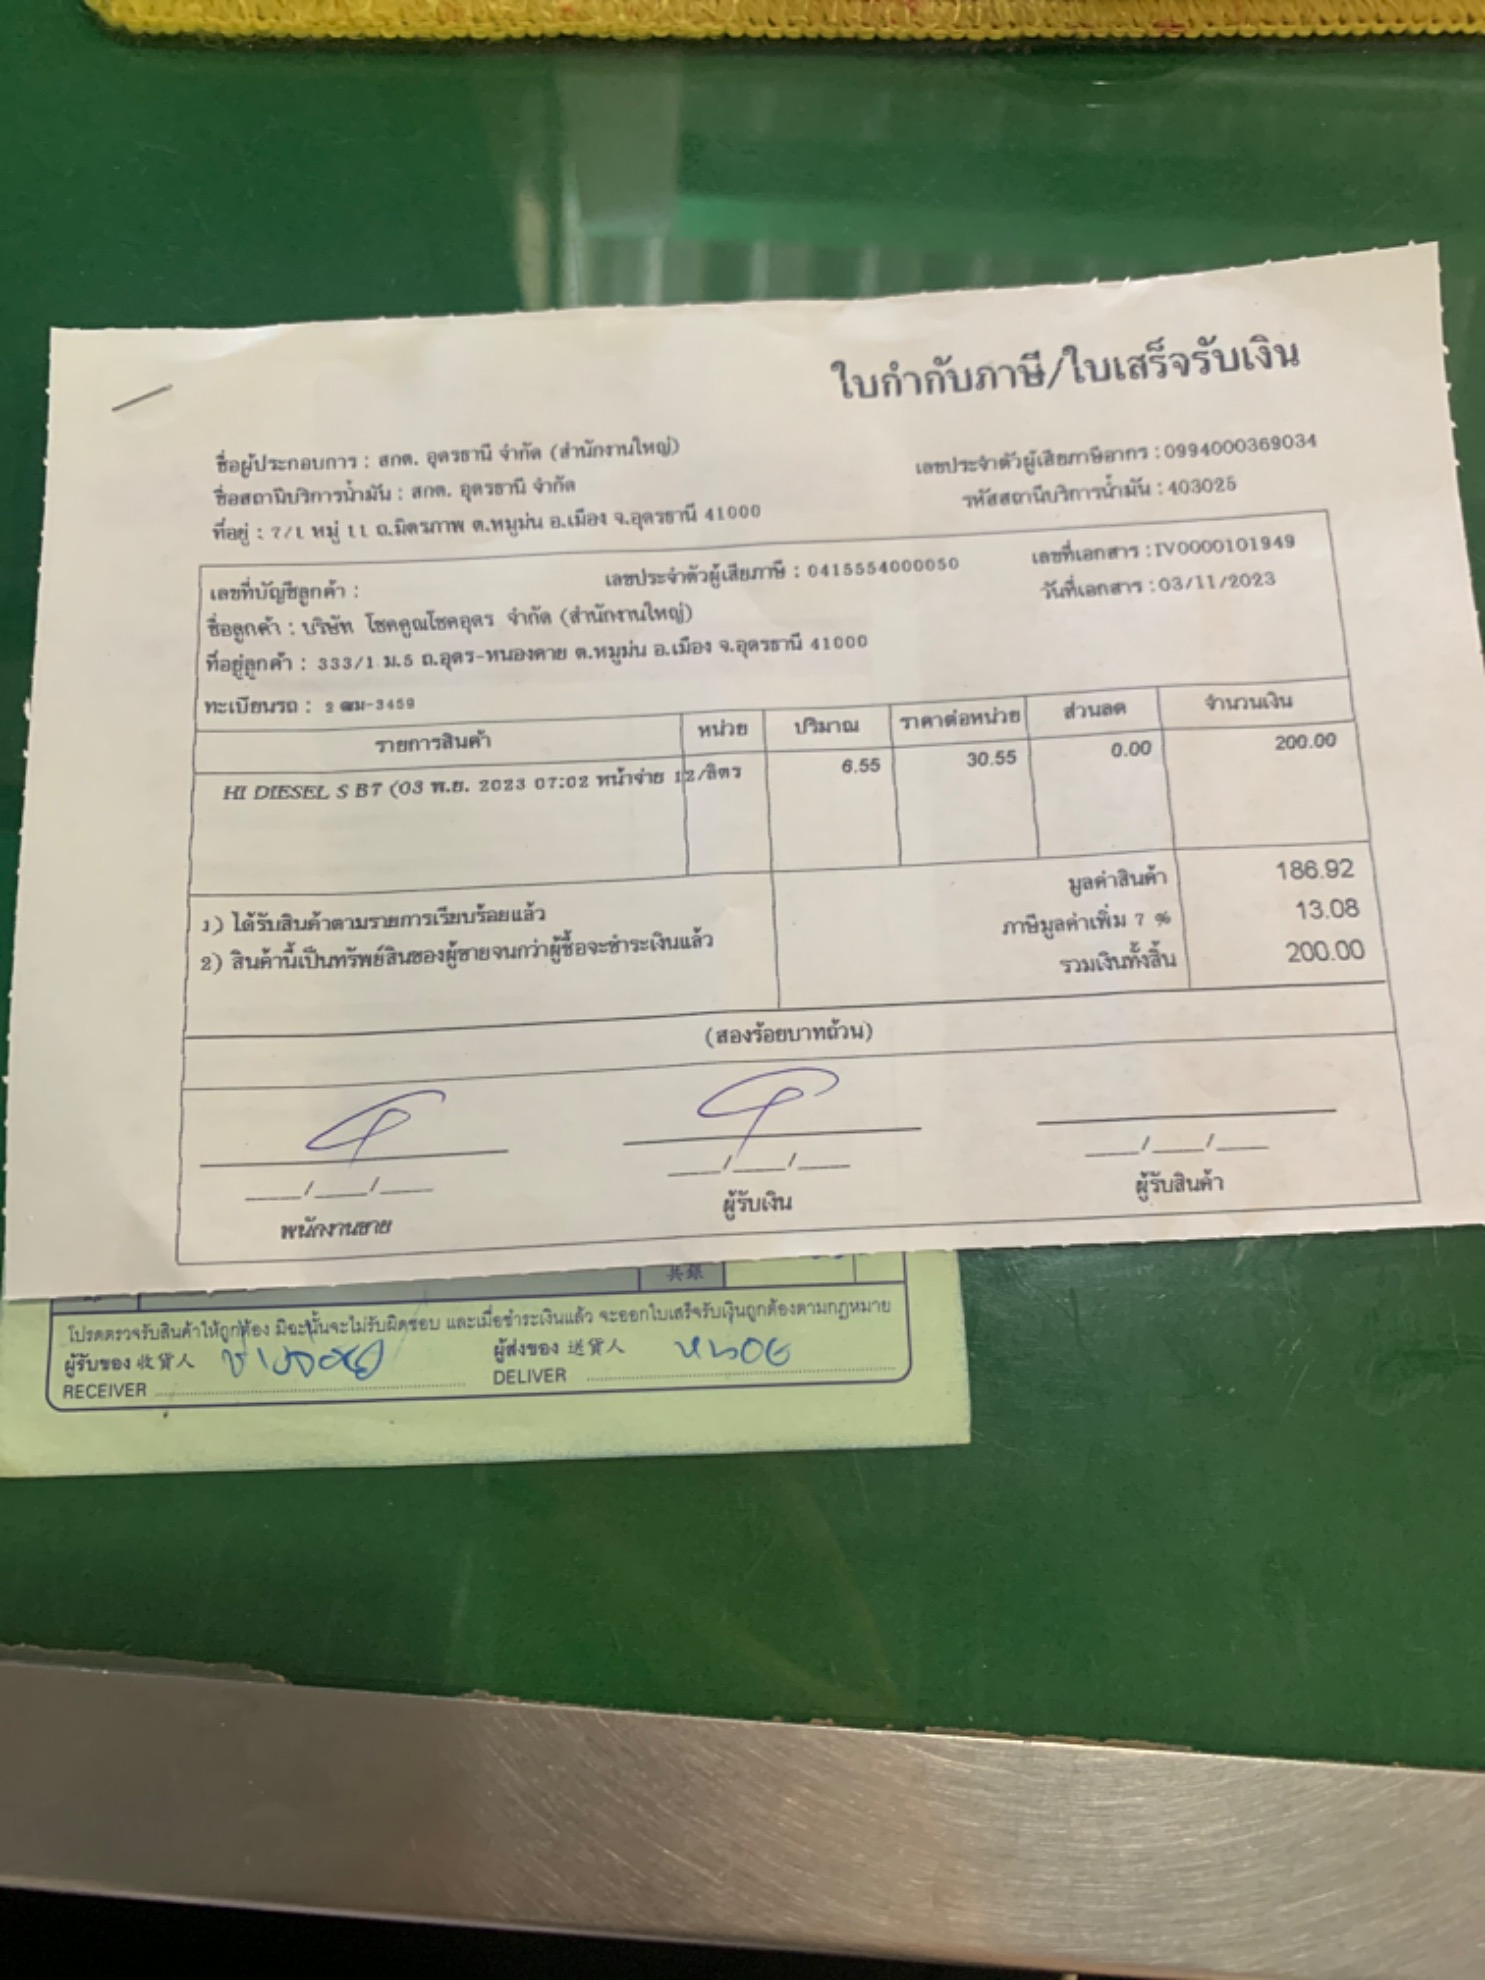 ใบกำกับภาษี/ใบเสร็จรับเงิน
ชื่อผู้ประกอบการ : สกต. อุดรธานี จำกัด (สำนักงานใหญ่)
เลขประจำตัวผู้เสียภาษีอากร : 0994000369034
ชื่อสถานีบริการน้ำมัน : สกต. อุดรธานี จำกัด
รหัสสถานีบริการน้ำมัน : 403025
ที่อยู่ : 7/1 หมู่ 11 ถ.มิตรภาพ ต.หมูม่น อ.เมือง จ.อุดรธานี 41000
เลขที่บัญชีลูกค้า : เลขประจำตัวผู้เสียภาษี : 0415554000050 เลขที่เอกสาร : IV0000101949
ชื่อลูกค้า : บริษัท โชคคูณโชคอุดร จำกัด (สำนักงานใหญ่) วันที่เอกสาร : 03/11/2023
ที่อยู่ลูกค้า : 333/1 ม.5 ถ.อุดร-หนองคาย ต.หมูม่น อ.เมือง จ.อุดรธานี 41000
ทะเบียนรถ : 2 ฒม-3459
รายการสินค้า หน่วย ปริมาณ ราคาต่อหน่วย ส่วนลด จำนวนเงิน
HI DIESEL S B7 (03 พ.ย. 2023 07:02 หน้าจ่าย 12/ลิตร 6.55 30.55 0.00 200.00
มูลค่าสินค้า 186.92
1) ได้รับสินค้าตามรายการเรียบร้อยแล้ว ภาษีมูลค่าเพิ่ม 7 % 13.08
2) สินค้านี้เป็นทรัพย์สินของผู้ขายจนกว่าผู้ซื้อจะชำระเงินแล้ว รวมเงินทั้งสิ้น 200.00
(สองร้อยบาทถ้วน)
___/___/___ ___/___/___ ___/___/___
พนักงานขาย ผู้รับเงิน ผู้รับสินค้า
共銀
โปรดตรวจรับสินค้าให้ถูกต้อง มิฉะนั้นจะไม่รับผิดชอบ และเมื่อชำระเงินแล้ว จะออกใบเสร็จรับเงินถูกต้องตามกฎหมาย
ผู้รับของ 收貨人 ผู้ส่งของ 送貨人
RECEIVER DELIVER